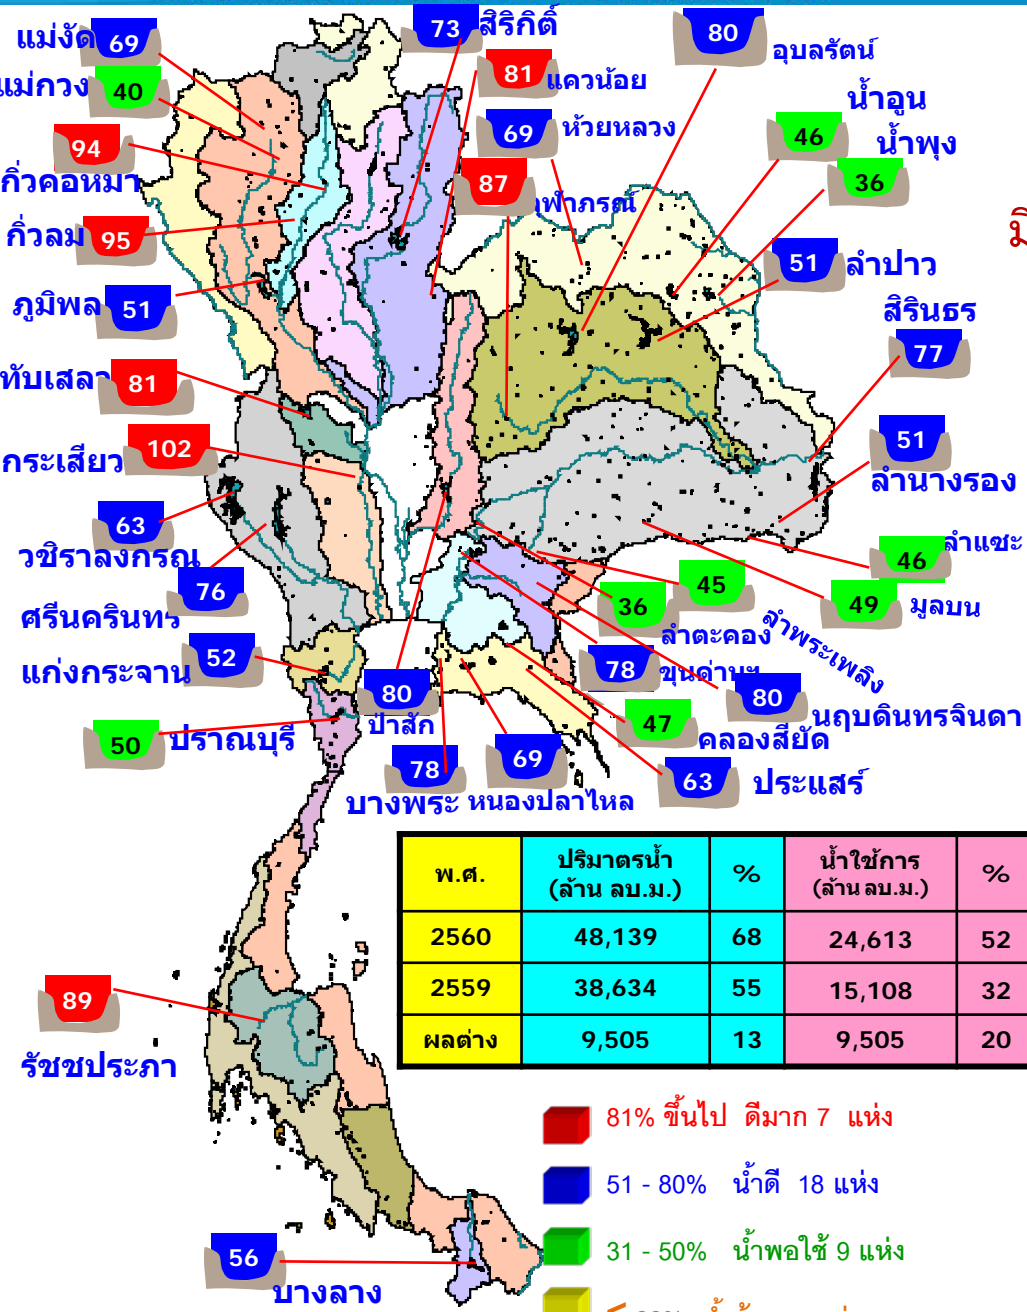 แม่งัด 69
73 สิริกิติ์
80 อุบลรัตน์
แม่กวง 40
81 แควน้อย
น้ำอูน
46
69 ห้วยหลวง
น้ำพุง
36
94
กิ่วคอหมา
87
ฬาภรณ์
มิ
กิ่วลม 95
51 ลำปาว
ภูมิพล 51
สิรินธร
77
ทับเสลา 81
กระเสียว 102
51
ลำนางรอง
63
วชิราลงกรณ
46 ลำแชะ
76
ศรีนครินทร์
36
ลำตะคอง
45
ลำพระเพลิง
49 มูลบน
แก่งกระจาน 52
78
ขุนด่านฯ
80
ป่าสัก
80
นฤบดินทรจินดา
50 ปราณบุรี
47
คลองสียัด
78
บางพระ
69
หนองปลาไหล
63 ประแสร์
พ.ศ. ปริมาตรน้ำ (ล้าน ลบ.ม.) % น้ำใช้การ (ล้าน ลบ.ม.) %
2560 48,139 68 24,613 52
2559 38,634 55 15,108 32
ผลต่าง 9,505 13 9,505 20
89
รัชชประภา
81% ขึ้นไป ดีมาก 7 แห่ง
51 - 80% น้ำดี 18 แห่ง
31 - 50% น้ำพอใช้ 9 แห่ง
56
บางลาง